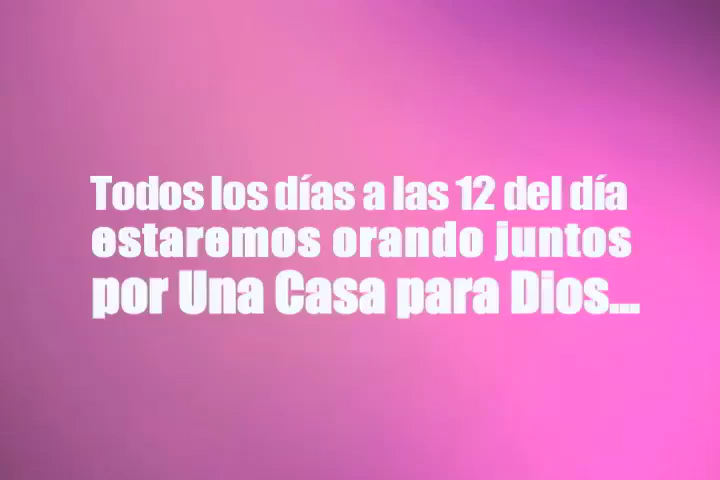 Todos los días a las 12 del día
estaremos orando juntos
por Una Casa para Dios...